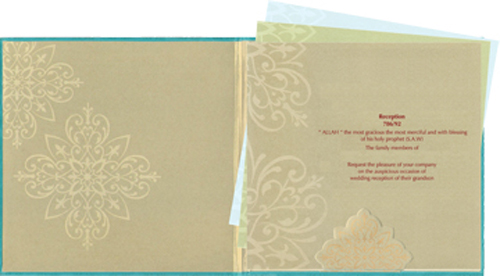 Reception
786/92
" ALLAH " the most gracious the most merciful and with blessing
of his holy prophet (S.A.W)
The family members of
Request the pleasure of your company
on the auspicious occasion of
wedding reception of their grandson